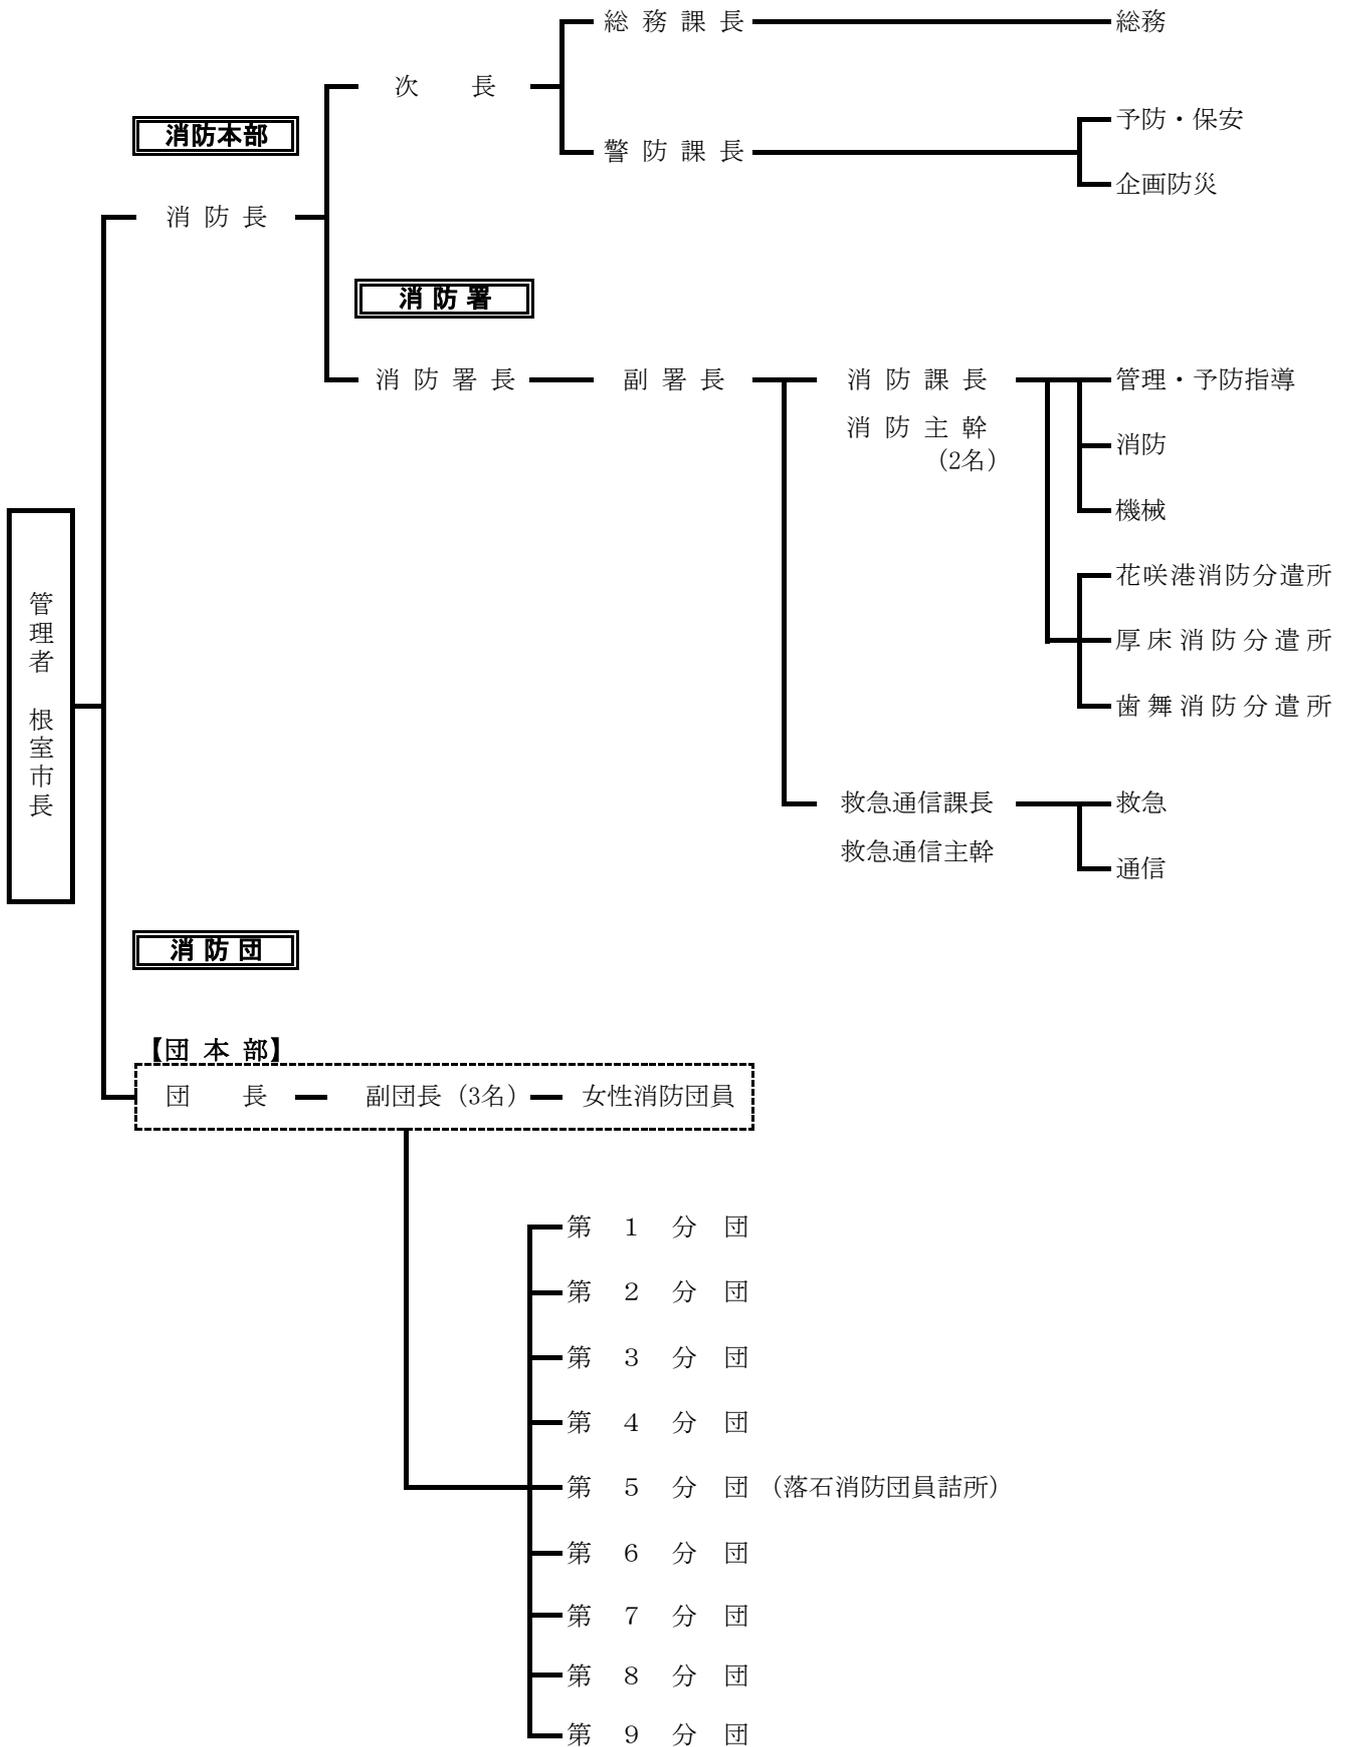 総務課長
総務
次 長
消防本部
予防・保安
警防課長
企画防災
消防長
消防署
消防署長
副署長
消防課長
管理・予防指導
消防主幹
消防
（2名）
機械
花咲港消防分遣所
管理者 根室市長
厚床消防分遣所
歯舞消防分遣所
救急通信課長
救急
救急通信主幹
通信
消防団
【団本部】
団 長
副団長（3名）
女性消防団員
第１分団
第２分団
第３分団
第４分団
第５分団（落石消防団員詰所）
第６分団
第７分団
第８分団
第９分団